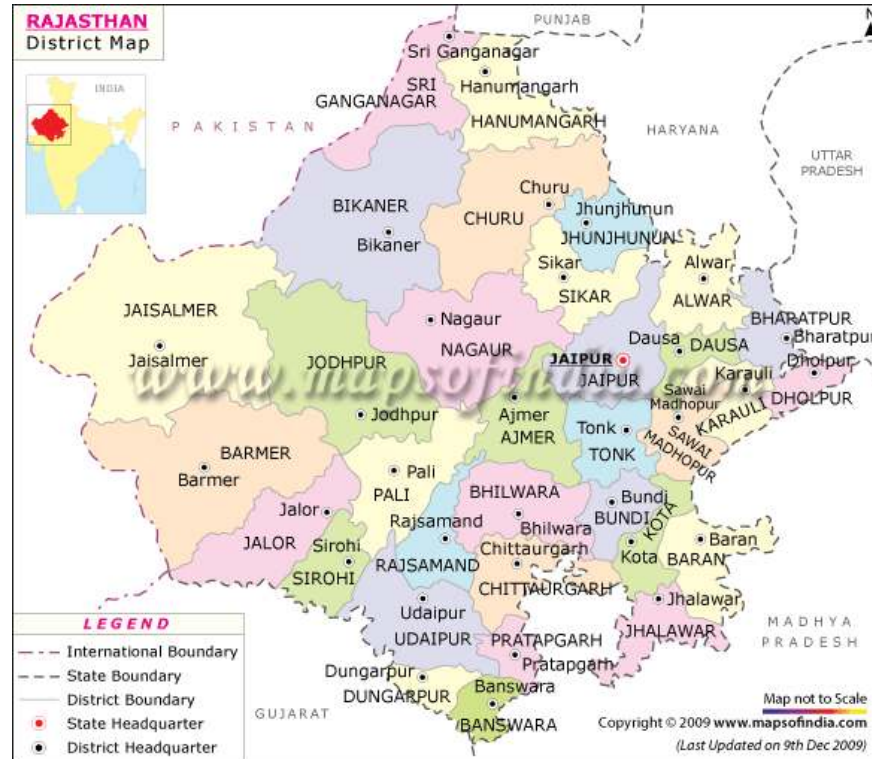 RAJASTHAN
District Map
INDIA
PAKISTAN
PUNJAB
N
HARYANA
UTTAR
PRADESH
Sri Ganganagar
SRI
GANGANAGAR
Hanumangarh
HANUMANGARH
BIKANER
Bikaner
Churu
CHURU
Jhunjhunun
JHUNJHUNUN
Sikar
SIKAR
Alwar
ALWAR
JAISALMER
Jaisalmer
JODHPUR
Jodhpur
Nagaur
NAGAUR
JAIPUR
JAIPUR
Dausa
DAUSA
BHARATPUR
Bharatpur
Dholpur
DHOLPUR
Karauli
KARAULI
Sawai
Madhopur
SAWAI
MADHOPUR
www.mapsofindia.com
Ajmer
AJMER
Tonk
TONK
BARMER
Barmer
Pali
PALI
Jalor
JALOR
Sirohi
SIROHI
Rajsamand
RAJSAMAND
BHILWARA
Bhilwara
Bundi
BUNDI
KOTA
Kota
Baran
BARAN
Chittaurgarh
CHITTAURGARH
Jhalawar
JHALAWAR
Udaipur
UDAIPUR
PRATAPGARH
Pratapgarh
Dungarpur
DUNGARPUR
Banswara
BANSWARA
GUJARAT
MADHYA
PRADESH
LEGEND
International Boundary
State Boundary
District Boundary
State Headquarter
District Headquarter
Map not to Scale
Copyright © 2009 www.mapsofindia.com
(Last Updated on 9th Dec 2009)